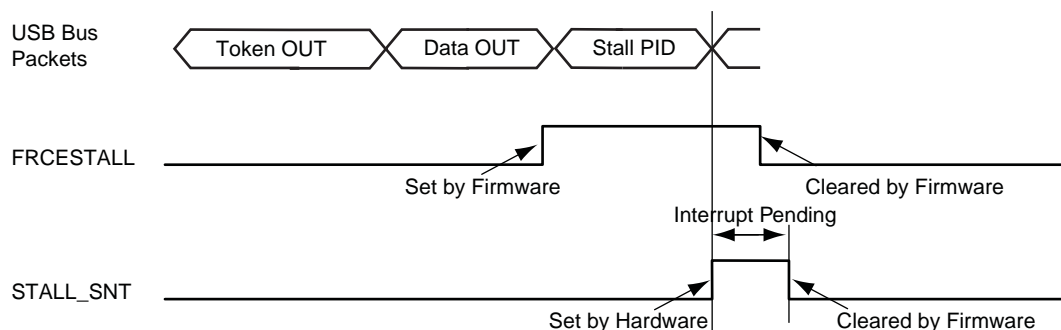 USB Bus
Packets
Token OUT
Data OUT
Stall PID
FRCESTALL
Set by Firmware
Cleared by Firmware
Interrupt Pending
STALL_SNT
Set by Hardware
Cleared by Firmware